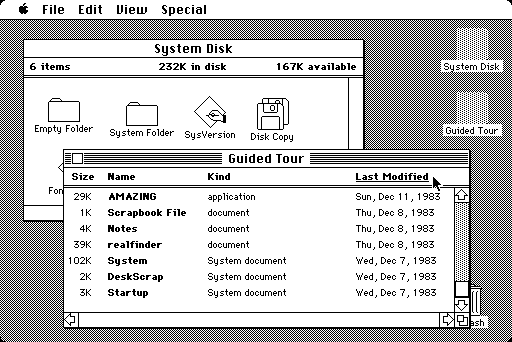 File Edit View Special
System Disk
6 items 232K in disk 167K available
Empty Folder System Folder SysVersion Disk Copy
System Disk
Guided Tour
Fon
Guided Tour
Size Name Kind Last Modified
29K AMAZING application Sun, Dec 11, 1983
1K Scrapbook File document Thu, Dec 8, 1983
4K Notes document Thu, Dec 8, 1983
39K realfinder document Thu, Dec 8, 1983
102K System System document Wed, Dec 7, 1983
2K DeskScrap System document Wed, Dec 7, 1983
3K Startup System document Wed, Dec 7, 1983
ash